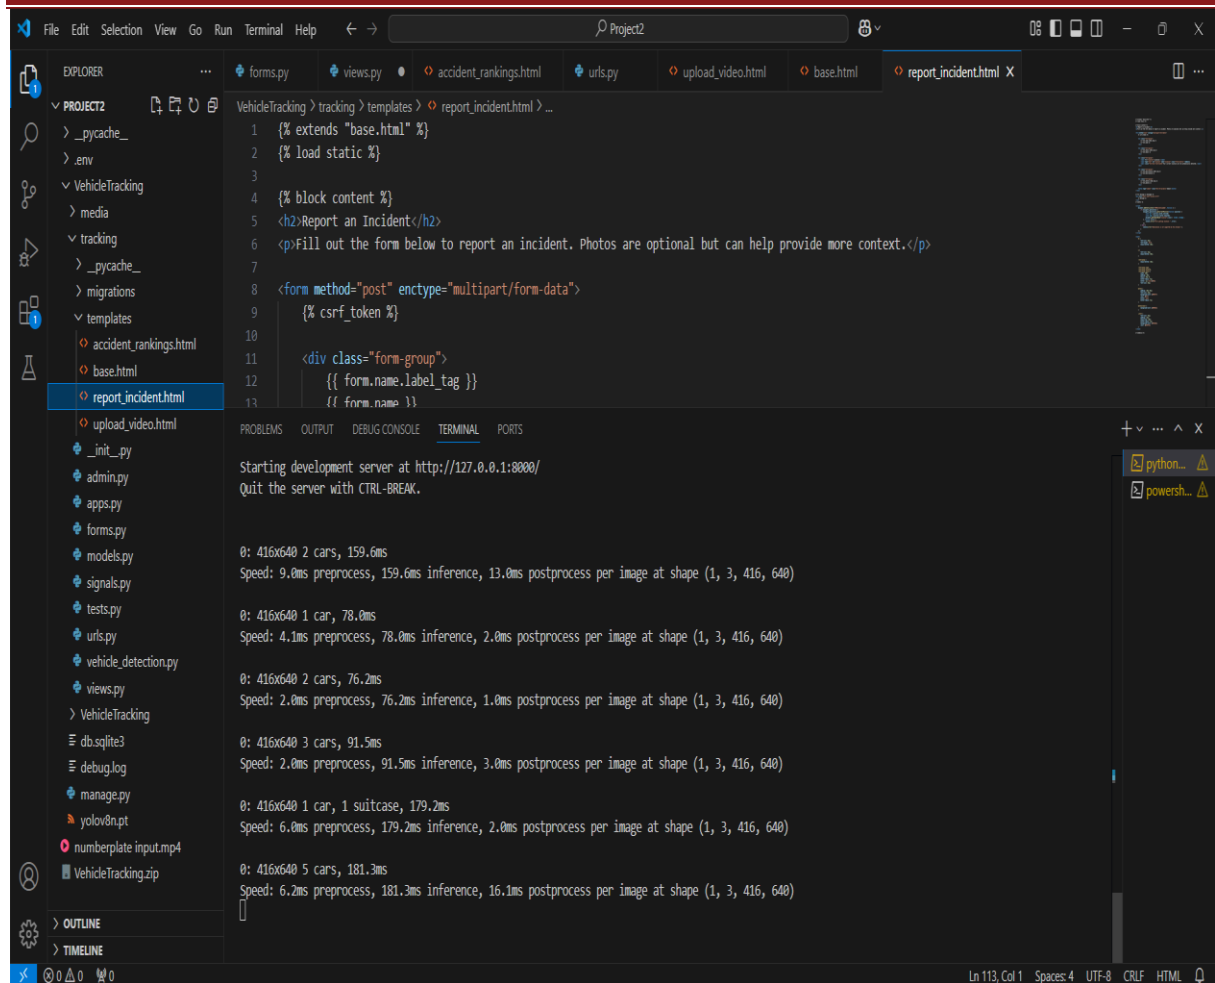 File Edit Selection View Go Run Terminal Help
Project2
EXPLORER
PROJECT2
_pycache_
.env
VehicleTracking
media
tracking
_pycache_
migrations
templates
accident_rankings.html
base.html
report_incident.html
upload_video.html
_init_.py
admin.py
apps.py
forms.py
models.py
signals.py
tests.py
urls.py
vehicle_detection.py
views.py
VehicleTracking
db.sqlite3
debug.log
manage.py
yolov8n.pt
numberplate input.mp4
VehicleTracking.zip
OUTLINE
TIMELINE
forms.py views.py accident_rankings.html urls.py upload_video.html base.html report_incident.html X
VehicleTracking > tracking > templates > report_incident.html > ...
1 {% extends "base.html" %}
2 {% load static %}
3
4 {% block content %}
5 <h2>Report an Incident</h2>
6 <p>Fill out the form below to report an incident. Photos are optional but can help provide more context.</p>
7
8 <form method="post" enctype="multipart/form-data">
9 {% csrf_token %}
10
11 <div class="form-group">
12 {{ form.name.label_tag }}
13 {{ form.name }}
PROBLEMS OUTPUT DEBUG CONSOLE TERMINAL PORTS
Starting development server at http://127.0.0.1:8000/
Quit the server with CTRL-BREAK.
0: 416x640 2 cars, 159.6ms
Speed: 9.0ms preprocess, 159.6ms inference, 13.0ms postprocess per image at shape (1, 3, 416, 640)
0: 416x640 1 car, 78.0ms
Speed: 4.1ms preprocess, 78.0ms inference, 2.0ms postprocess per image at shape (1, 3, 416, 640)
0: 416x640 2 cars, 76.2ms
Speed: 2.0ms preprocess, 76.2ms inference, 1.0ms postprocess per image at shape (1, 3, 416, 640)
0: 416x640 3 cars, 91.5ms
Speed: 2.0ms preprocess, 91.5ms inference, 3.0ms postprocess per image at shape (1, 3, 416, 640)
0: 416x640 1 car, 1 suitcase, 179.2ms
Speed: 6.0ms preprocess, 179.2ms inference, 2.0ms postprocess per image at shape (1, 3, 416, 640)
0: 416x640 5 cars, 181.3ms
Speed: 6.2ms preprocess, 181.3ms inference, 16.1ms postprocess per image at shape (1, 3, 416, 640)
python...
powersh...
0 0 0
Ln 113, Col 1 Spaces: 4 UTF-8 CRLF HTML